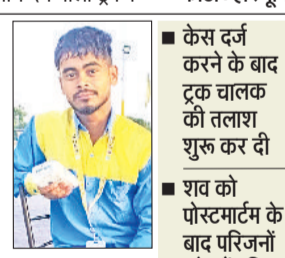 ■ केस दर्ज
करने के बाद
ट्रक चालक
की तलाश
शुरू कर दी
■ शव को
पोस्टमार्टम के
बाद परिजनों